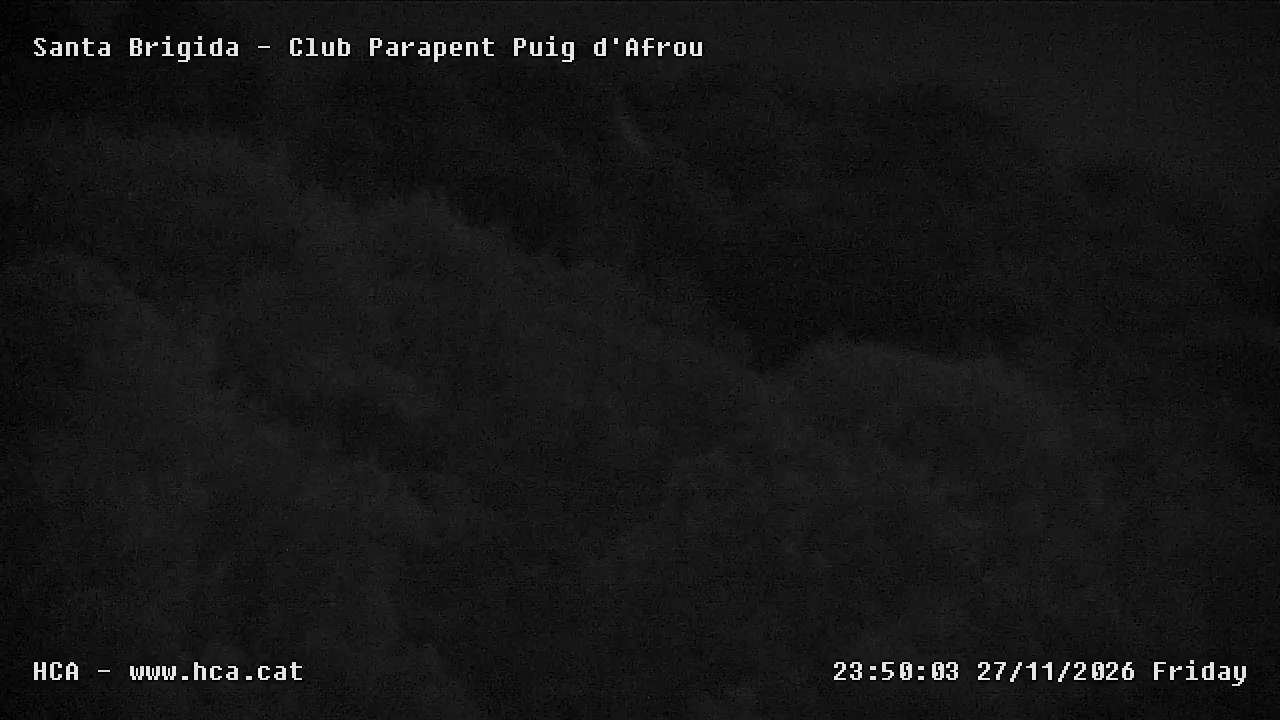 Santa Brigida - Club Parapent Puig d'Afrou
HCA - www.hca.cat
23:50:03 27/11/2026 Friday